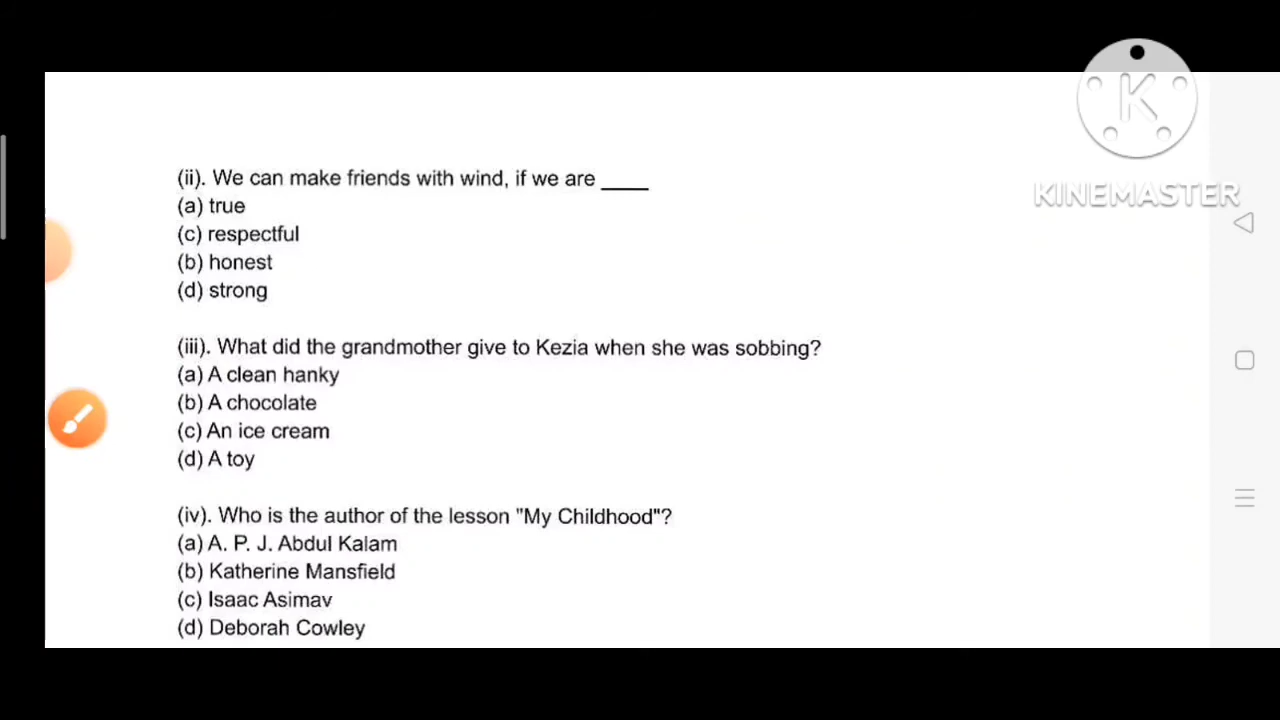 (ii). We can make friends with wind, if we are ____
(a) true
(c) respectful
(b) honest
(d) strong
(iii). What did the grandmother give to Kezia when she was sobbing?
(a) A clean hanky
(b) A chocolate
(c) An ice cream
(d) A toy
(iv). Who is the author of the lesson "My Childhood"?
(a) A. P. J. Abdul Kalam
(b) Katherine Mansfield
(c) Isaac Asimav
(d) Deborah Cowley
K
KINEMASTER